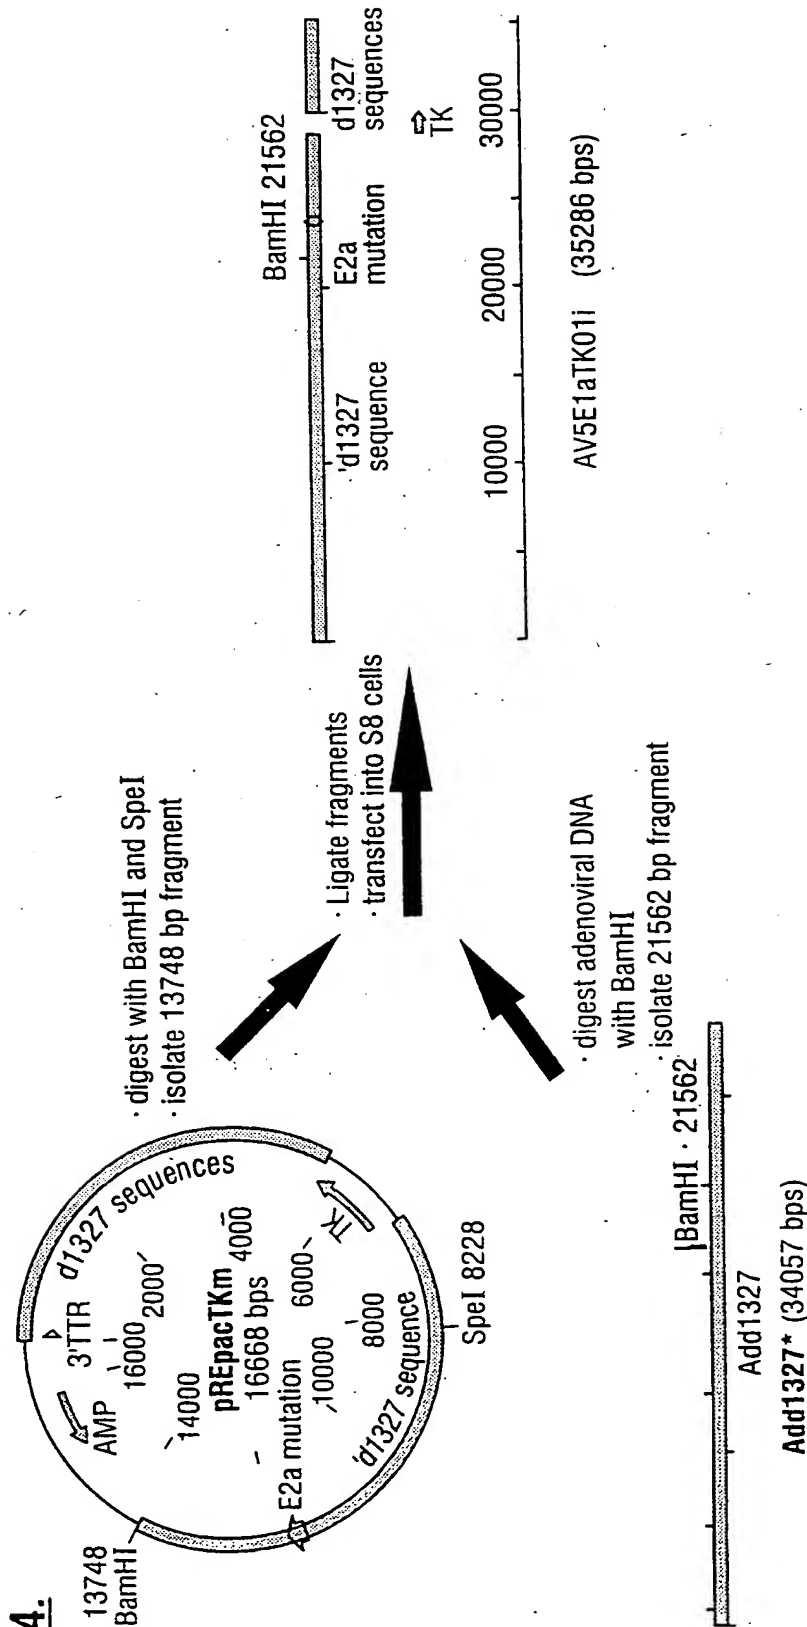 4.
13748
BamHI
AMP
3'TTR
d1327 sequences
16000
2000
14000
4000
pREpacTKm
16668 bps
6000
TK
E2a mutation
10000
8000
'd1327 sequence
SpeI 8228
· digest with BamHI and SpeI
· isolate 13748 bp fragment
BamHI · 21562
Add1327
Add1327* (34057 bps)
· digest adenoviral DNA
with BamHI
· isolate 21562 bp fragment
· Ligate fragments
· transfect into S8 cells
BamHI 21562
'd1327
sequence
E2a
mutation
d1327
sequences
TK
10000
20000
30000
AV5E1aTK01i (35286 bps)